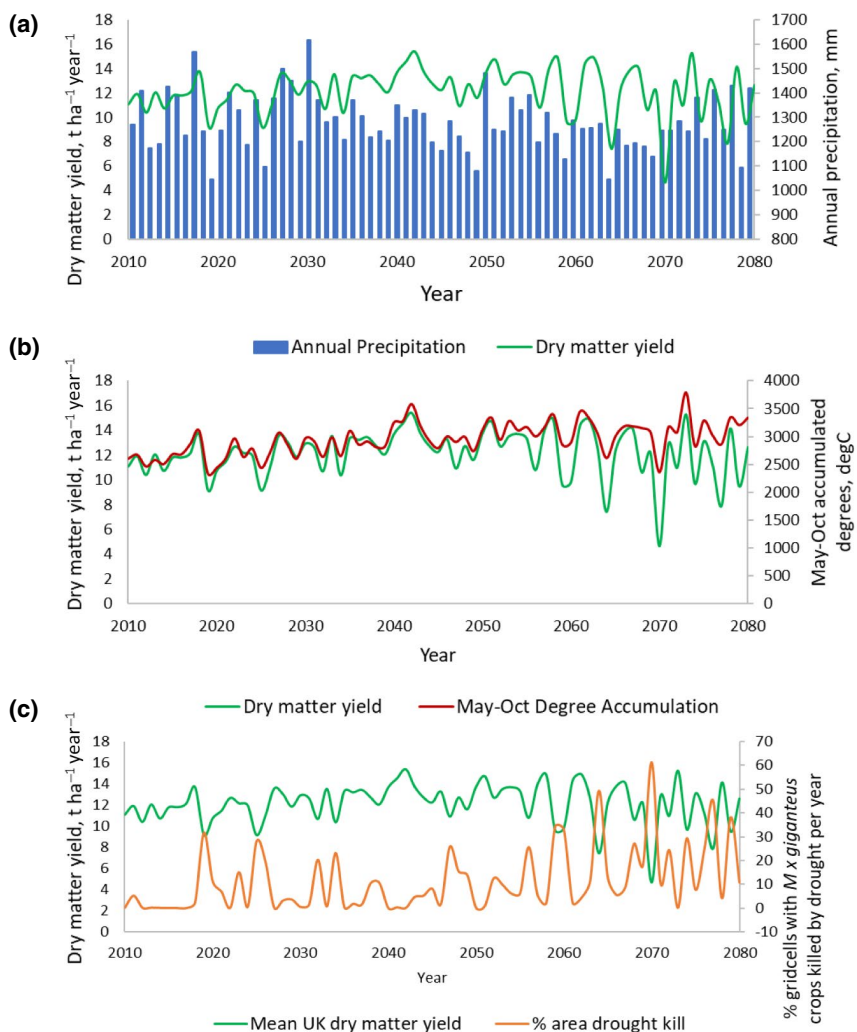 (a)
Dry matter yield, t ha⁻¹ year⁻¹
18
16
14
12
10
8
6
4
2
0
1700
1600
1500
1400
1300
1200
1100
1000
900
800
Annual precipitation, mm
2010 2020 2030 2040 2050 2060 2070 2080
Year
Annual Precipitation
Dry matter yield
(b)
Dry matter yield, t ha⁻¹ year⁻¹
18
16
14
12
10
8
6
4
2
0
4000
3500
3000
2500
2000
1500
1000
500
0
May-Oct accumulated
degrees, degC
2010 2020 2030 2040 2050 2060 2070 2080
Year
Dry matter yield
May-Oct Degree Accumulation
(c)
Dry matter yield, t ha⁻¹ year⁻¹
18
16
14
12
10
8
6
4
2
0
70
60
50
40
30
20
10
0
-10
% gridcells with M x giganteus
crops killed by drought per year
2010 2020 2030 2040 2050 2060 2070 2080
Year
Mean UK dry matter yield
% area drought kill